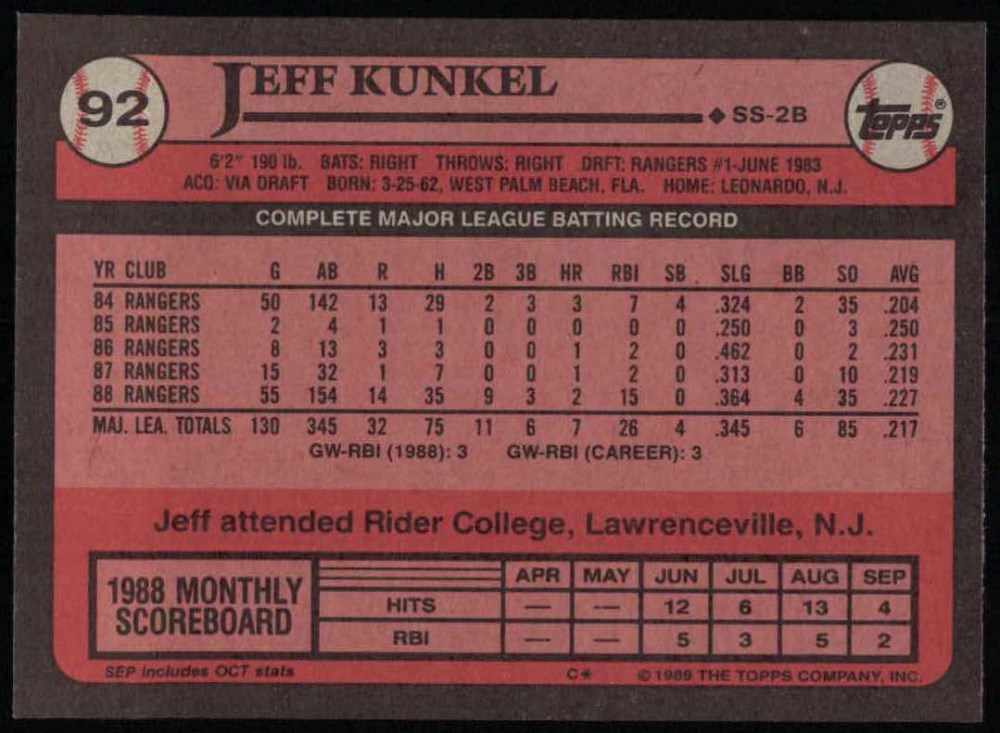 92
JEFF KUNKEL
◆ SS-2B
Topps®
6'2" 190 lb. BATS: RIGHT THROWS: RIGHT DRFT: RANGERS #1-JUNE 1983
ACQ: VIA DRAFT BORN: 3-25-62, WEST PALM BEACH, FLA. HOME: LEONARDO, N.J.
COMPLETE MAJOR LEAGUE BATTING RECORD
YR CLUB G AB R H 2B 3B HR RBI SB SLG BB SO AVG
84 RANGERS 50 142 13 29 2 3 3 7 4 .324 2 35 .204
85 RANGERS 2 4 1 1 0 0 0 0 0 .250 0 3 .250
86 RANGERS 8 13 3 3 0 0 1 2 0 .462 0 2 .231
87 RANGERS 15 32 1 7 0 0 1 2 0 .313 0 10 .219
88 RANGERS 55 154 14 35 9 3 2 15 0 .364 4 35 .227
MAJ. LEA. TOTALS 130 345 32 75 11 6 7 26 4 .345 6 85 .217
GW-RBI (1988): 3 GW-RBI (CAREER): 3
Jeff attended Rider College, Lawrenceville, N.J.
1988 MONTHLY SCOREBOARD
APR MAY JUN JUL AUG SEP
HITS — — 12 6 13 4
RBI — — 5 3 5 2
SEP includes OCT stats C* © 1989 THE TOPPS COMPANY, INC.